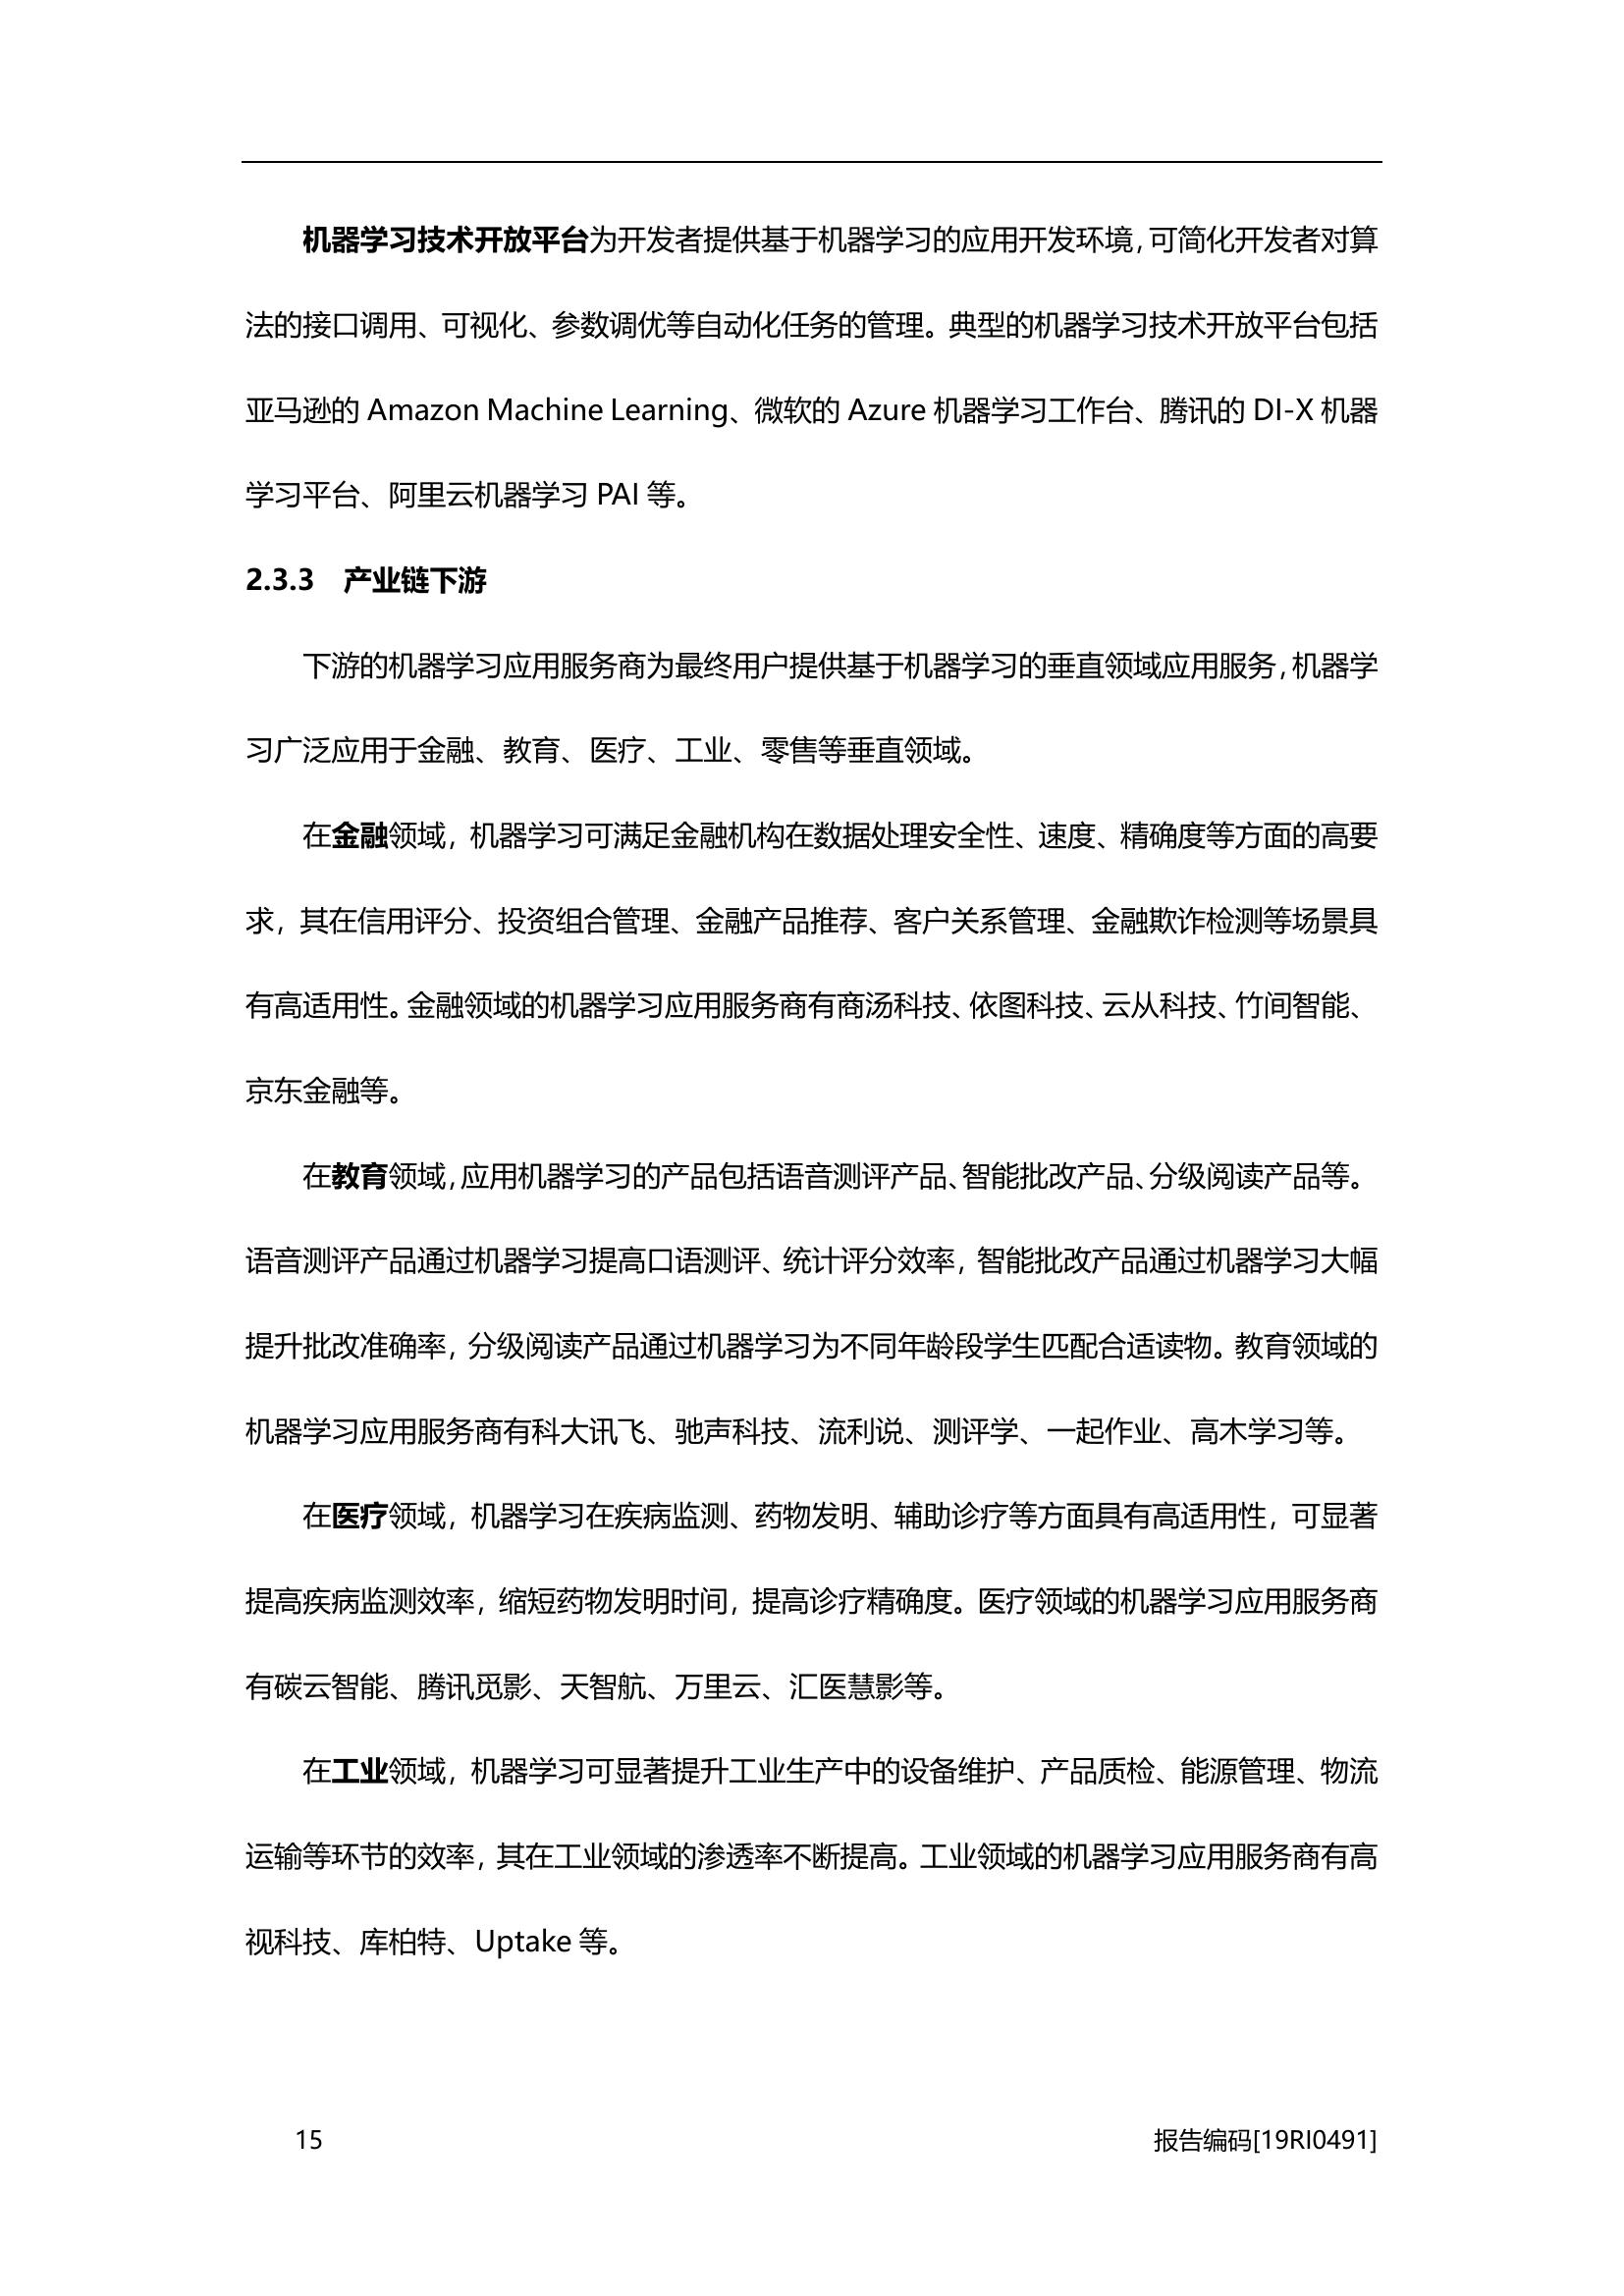 机器学习技术开放平台为开发者提供基于机器学习的应用开发环境，可简化开发者对算
法的接口调用、可视化、参数调优等自动化任务的管理。典型的机器学习技术开放平台包括
亚马逊的 Amazon Machine Learning、微软的 Azure 机器学习工作台、腾讯的 DI-X 机器
学习平台、阿里云机器学习 PAI 等。
2.3.3 产业链下游
下游的机器学习应用服务商为最终用户提供基于机器学习的垂直领域应用服务，机器学
习广泛应用于金融、教育、医疗、工业、零售等垂直领域。
在金融领域，机器学习可满足金融机构在数据处理安全性、速度、精确度等方面的高要
求，其在信用评分、投资组合管理、金融产品推荐、客户关系管理、金融欺诈检测等场景具
有高适用性。金融领域的机器学习应用服务商有商汤科技、依图科技、云从科技、竹间智能、
京东金融等。
在教育领域，应用机器学习的产品包括语音测评产品、智能批改产品、分级阅读产品等。
语音测评产品通过机器学习提高口语测评、统计评分效率，智能批改产品通过机器学习大幅
提升批改准确率，分级阅读产品通过机器学习为不同年龄段学生匹配合适读物。教育领域的
机器学习应用服务商有科大讯飞、驰声科技、流利说、测评学、一起作业、高木学习等。
在医疗领域，机器学习在疾病监测、药物发明、辅助诊疗等方面具有高适用性，可显著
提高疾病监测效率，缩短药物发明时间，提高诊疗精确度。医疗领域的机器学习应用服务商
有碳云智能、腾讯觅影、天智航、万里云、汇医慧影等。
在工业领域，机器学习可显著提升工业生产中的设备维护、产品质检、能源管理、物流
运输等环节的效率，其在工业领域的渗透率不断提高。工业领域的机器学习应用服务商有高
视科技、库柏特、Uptake 等。
15 报告编码[19RI0491]